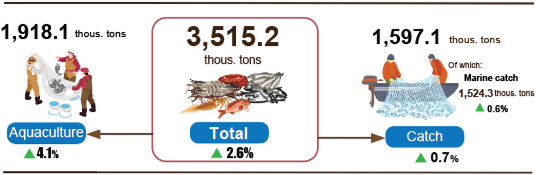 1,918.1 thous. tons
Aquaculture
▲ 4.1%
3,515.2
thous. tons
Total
▲ 2.6%
1,597.1 thous. tons
Of which:
Marine catch
1,524.3 thous. tons
▲ 0.6%
Catch
▲ 0.7%